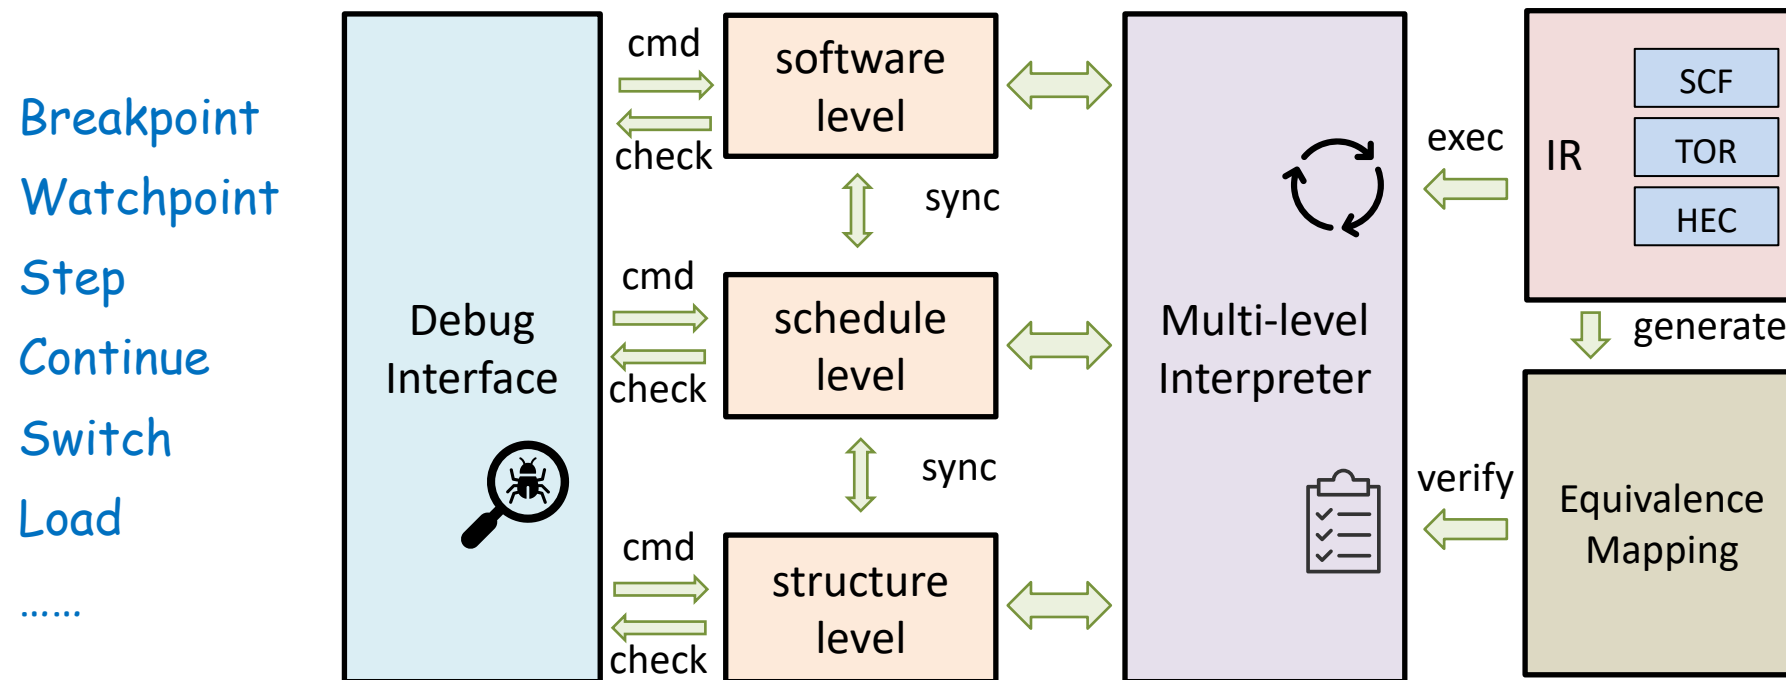 Breakpoint
Watchpoint
Step
Continue
Switch
Load
......
Debug
Interface
cmd
check
cmd
check
cmd
check
software
level
sync
schedule
level
sync
structure
level
Multi-level
Interpreter
exec
verify
IR
SCF
TOR
HEC
generate
Equivalence
Mapping